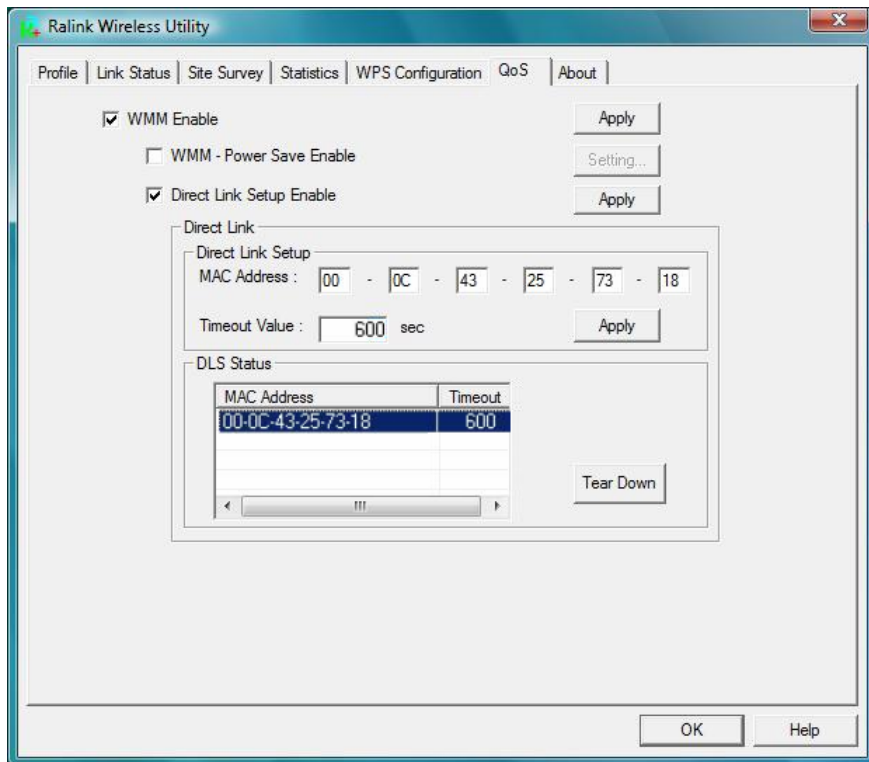 Ralink Wireless Utility
Profile Link Status Site Survey Statistics WPS Configuration QoS About
WMM Enable Apply
WMM - Power Save Enable Setting...
Direct Link Setup Enable Apply
Direct Link
Direct Link Setup
MAC Address : 00 - 0C - 43 - 25 - 73 - 18
Timeout Value : 600 sec Apply
DLS Status
MAC Address Timeout
00-0C-43-25-73-18 600
Tear Down
OK Help